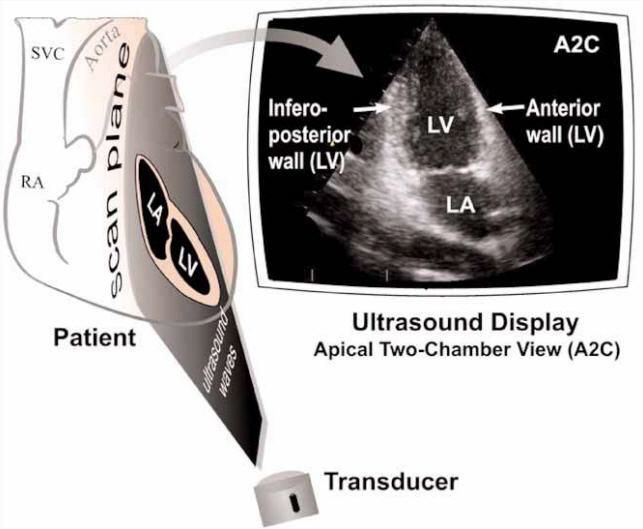 SVC
Aorta
scan plane
RA
LA
LV
ultrasound
waves
Patient
A2C
Infero-
posterior
wall (LV)
LV
Anterior
wall (LV)
LA
Ultrasound Display
Apical Two-Chamber View (A2C)
Transducer